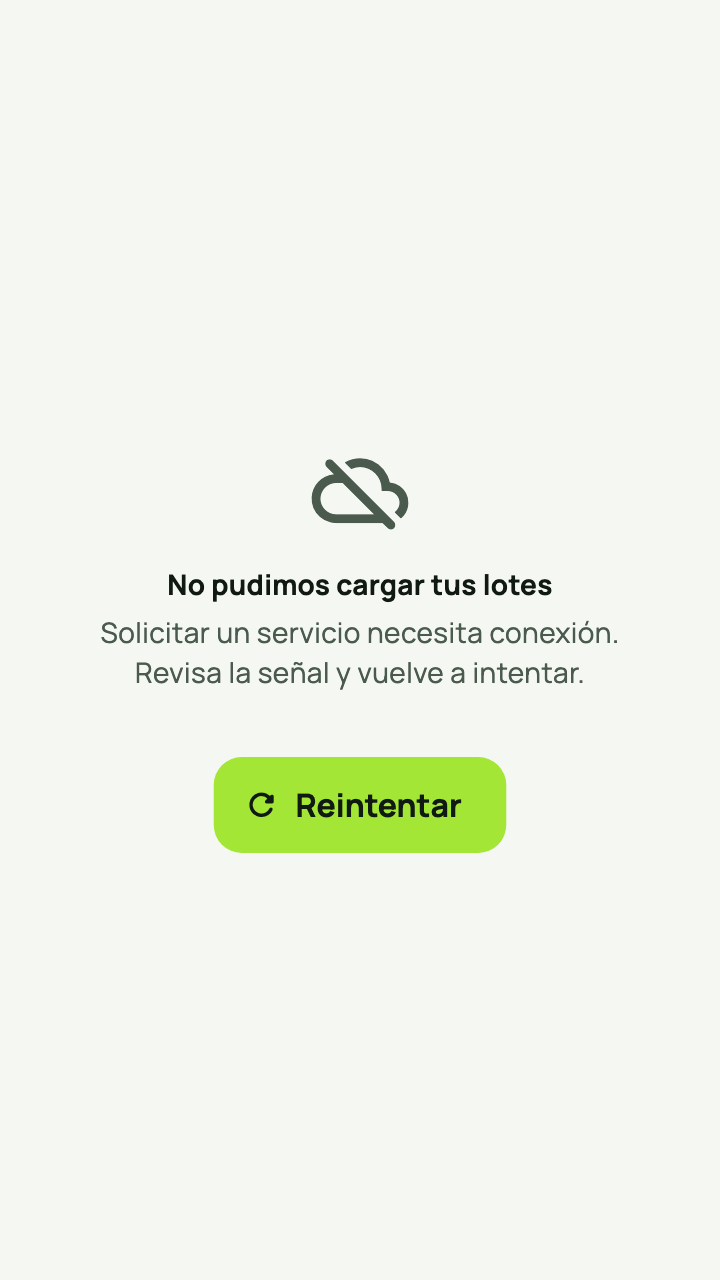 No pudimos cargar tus lotes
Solicitar un servicio necesita conexión.
Revisa la señal y vuelve a intentar.
Reintentar